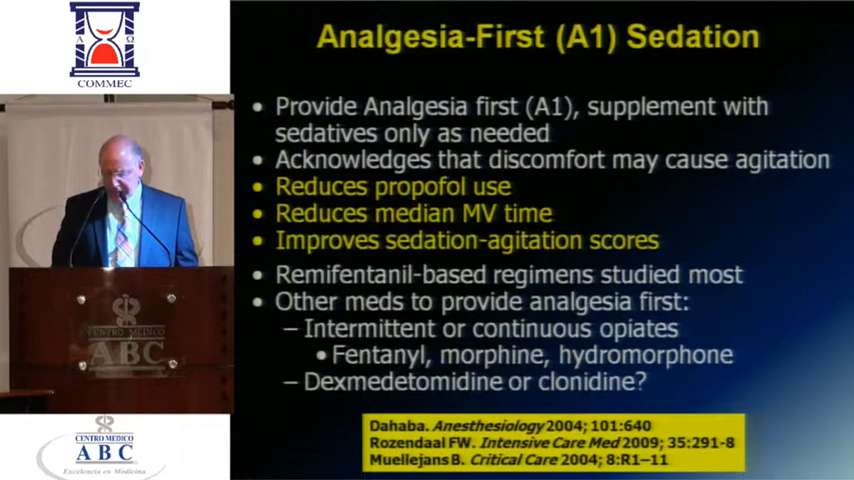 Analgesia-First (A1) Sedation
A
Ω
COMMEC
• Provide Analgesia first (A1), supplement with
sedatives only as needed
• Acknowledges that discomfort may cause agitation
• Reduces propofol use
• Reduces median MV time
• Improves sedation-agitation scores
• Remifentanil-based regimens studied most
• Other meds to provide analgesia first:
– Intermittent or continuous opiates
• Fentanyl, morphine, hydromorphone
– Dexmedetomidine or clonidine?
Dahaba. Anesthesiology 2004; 101:640
Rozendaal FW. Intensive Care Med 2009; 35:291-8
Muellejans B. Critical Care 2004; 8:R1–11
CENTRO MEDICO
ABC
CENTRO MEDICO
ABC
Excelencia en Medicina